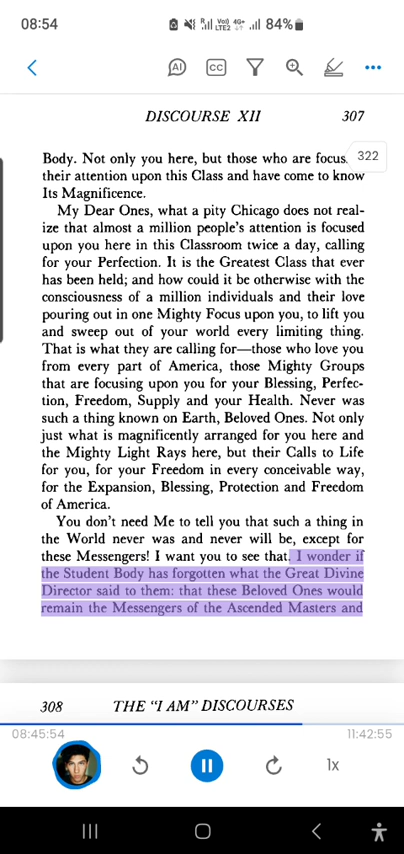 08:54
84%
AI
CC
DISCOURSE XII 307
322
Body. Not only you here, but those who are focus
their attention upon this Class and have come to know
Its Magnificence.
My Dear Ones, what a pity Chicago does not real-
ize that almost a million people's attention is focused
upon you here in this Classroom twice a day, calling
for your Perfection. It is the Greatest Class that ever
has been held; and how could it be otherwise with the
consciousness of a million individuals and their love
pouring out in one Mighty Focus upon you, to lift you
and sweep out of your world every limiting thing.
That is what they are calling for—those who love you
from every part of America, those Mighty Groups
that are focusing upon you for your Blessing, Perfec-
tion, Freedom, Supply and your Health. Never was
such a thing known on Earth, Beloved Ones. Not only
just what is magnificently arranged for you here and
the Mighty Light Rays here, but their Calls to Life
for you, for your Freedom in every conceivable way,
for the Expansion, Blessing, Protection and Freedom
of America.
You don't need Me to tell you that such a thing in
the World never was and never will be, except for
these Messengers! I want you to see that. I wonder if
the Student Body has forgotten what the Great Divine
Director said to them: that these Beloved Ones would
remain the Messengers of the Ascended Masters and
308 THE "I AM" DISCOURSES
08:45:54 11:42:55
1x